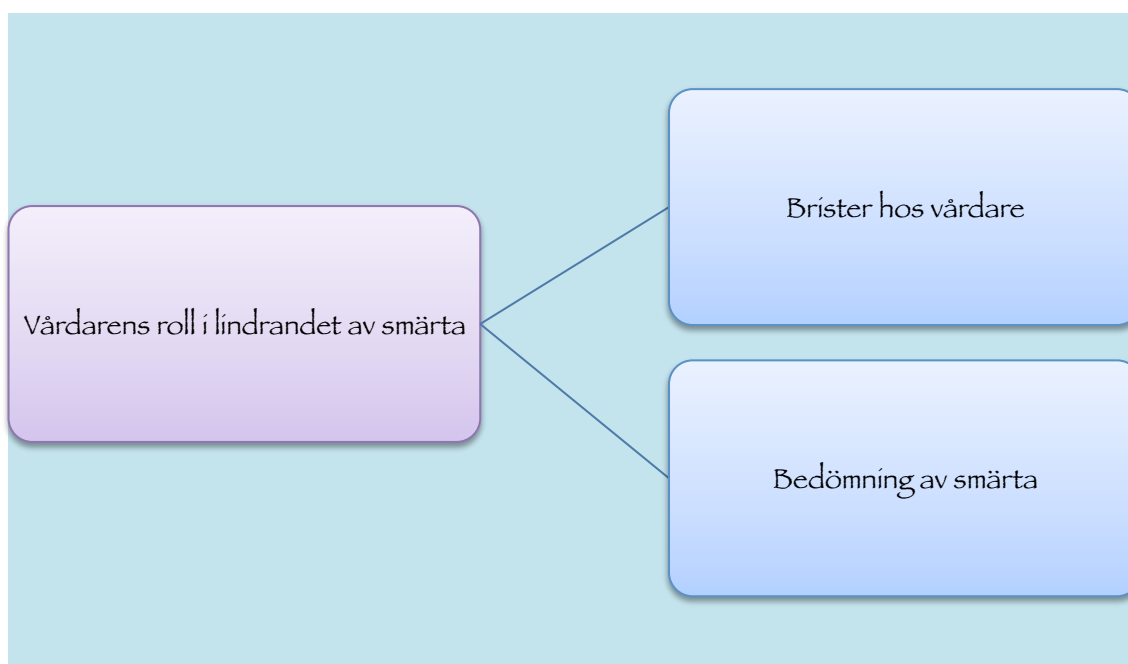 Brister hos vårdare
Vårdarens roll i lindrandet av smärta
Bedömning av smärta